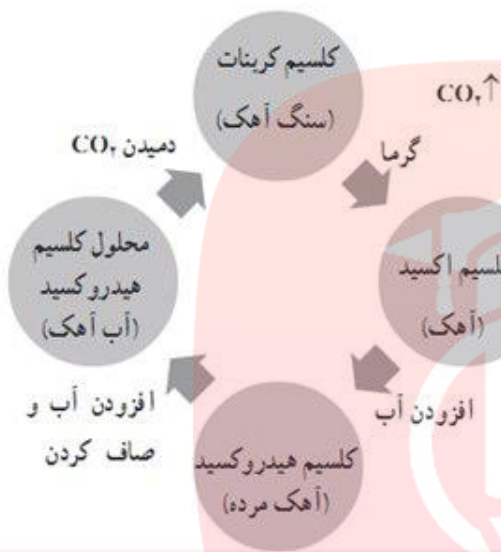 کلسیم کربنات
(سنگ آهک)
CO₂↑
گرما
کلسیم اکسید
(آهک)
افزودن آب
کلسیم هیدروکسید
(آهک مرده)
افزودن آب و
صاف کردن
محلول کلسیم
هیدروکسید
(آب آهک)
دمیدن CO₂